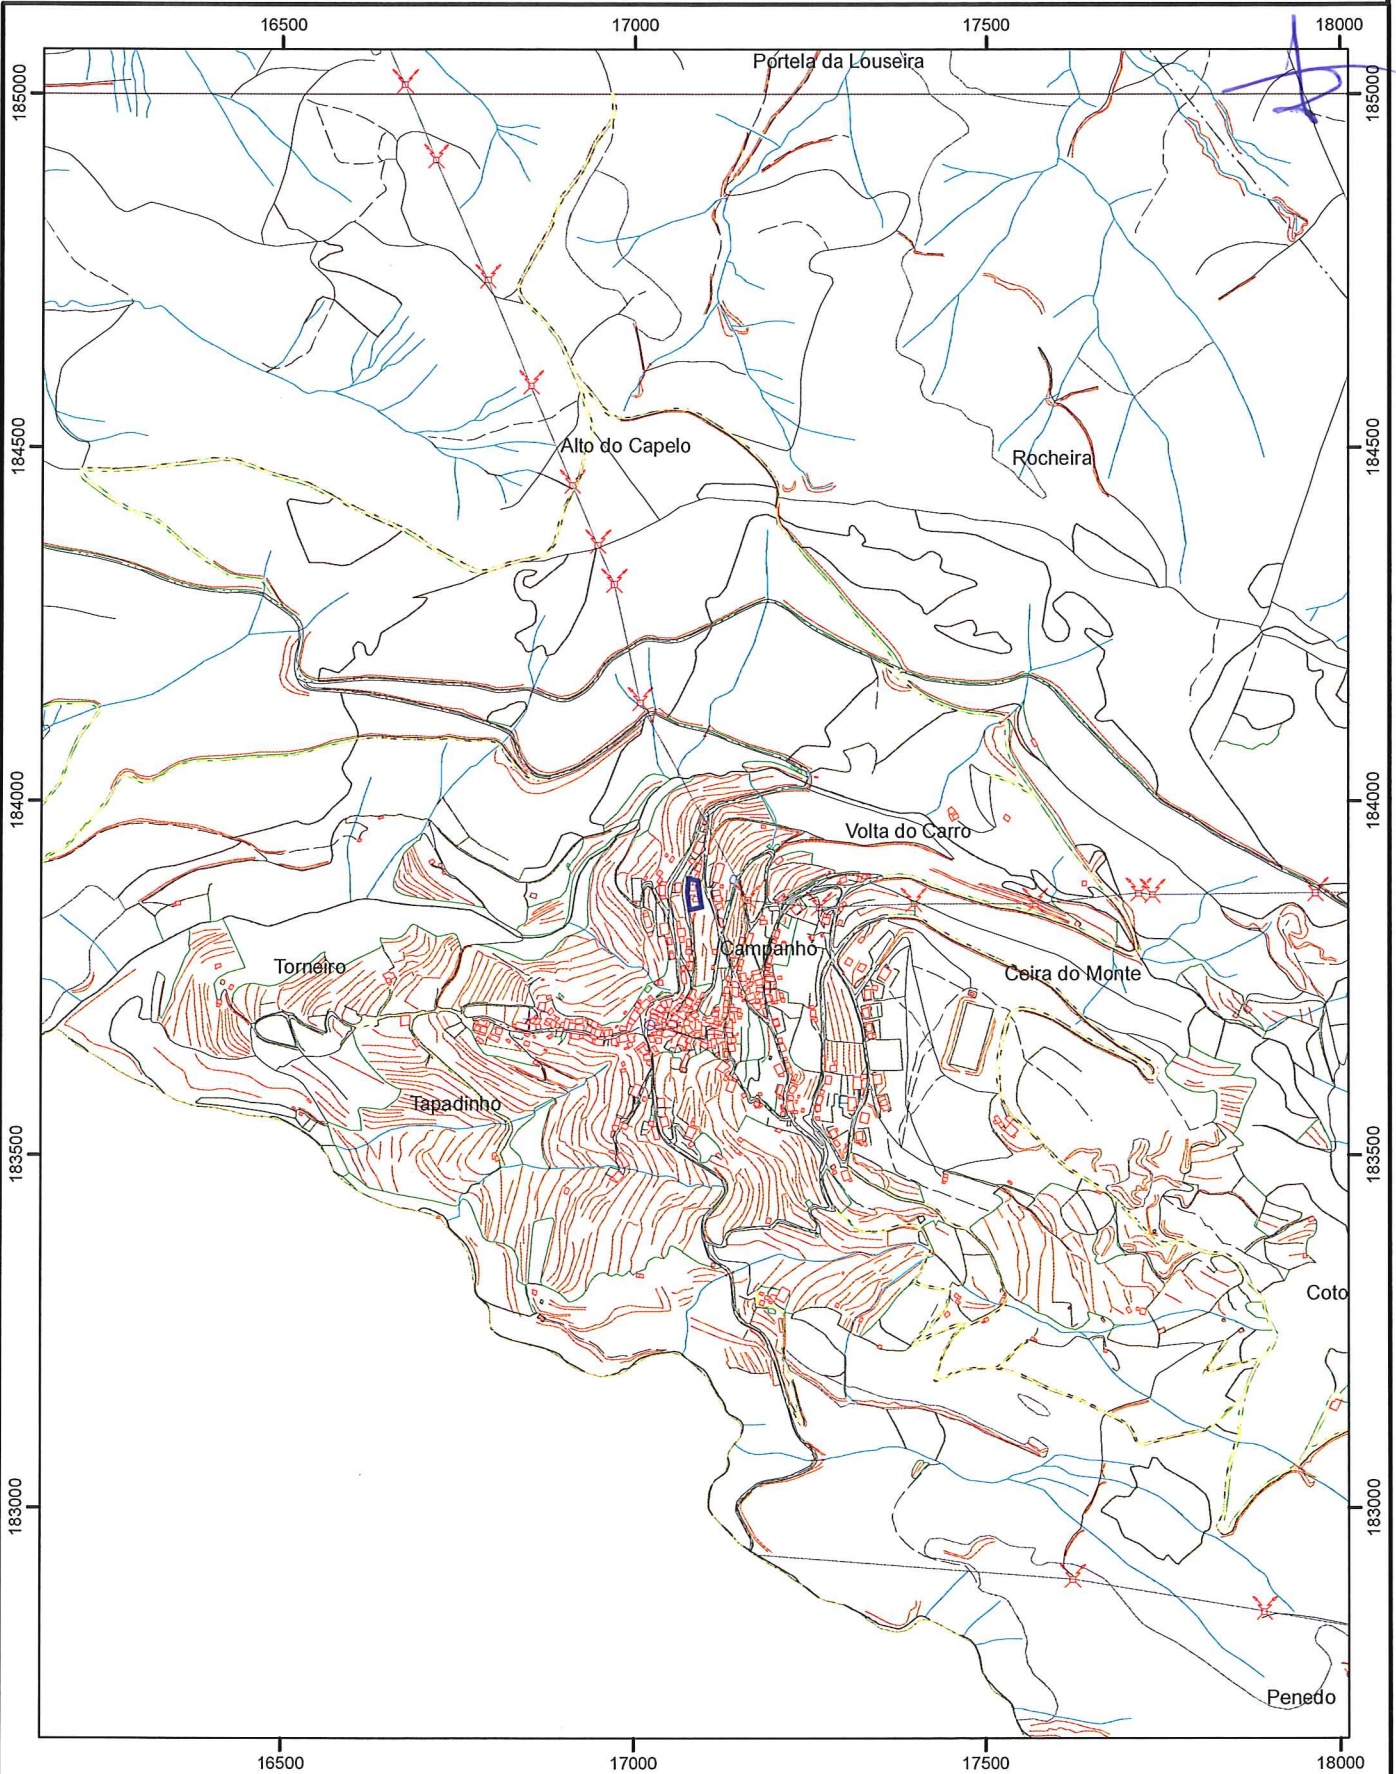 16500 17000 17500 18000
Portela da Louseira
185000 185000
184500 Alto do Capelo Rocheira 184500
184000 184000
Volta do Carro
Campanhó
Torneiro Ceira do Monte
Tapadinho
183500 183500
Coto
183000 183000
Penedo
16500 17000 17500 18000